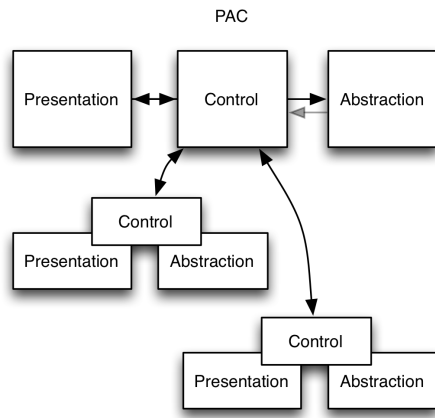 PAC
Presentation
Control
Abstraction
Control
Presentation
Abstraction
Control
Presentation
Abstraction